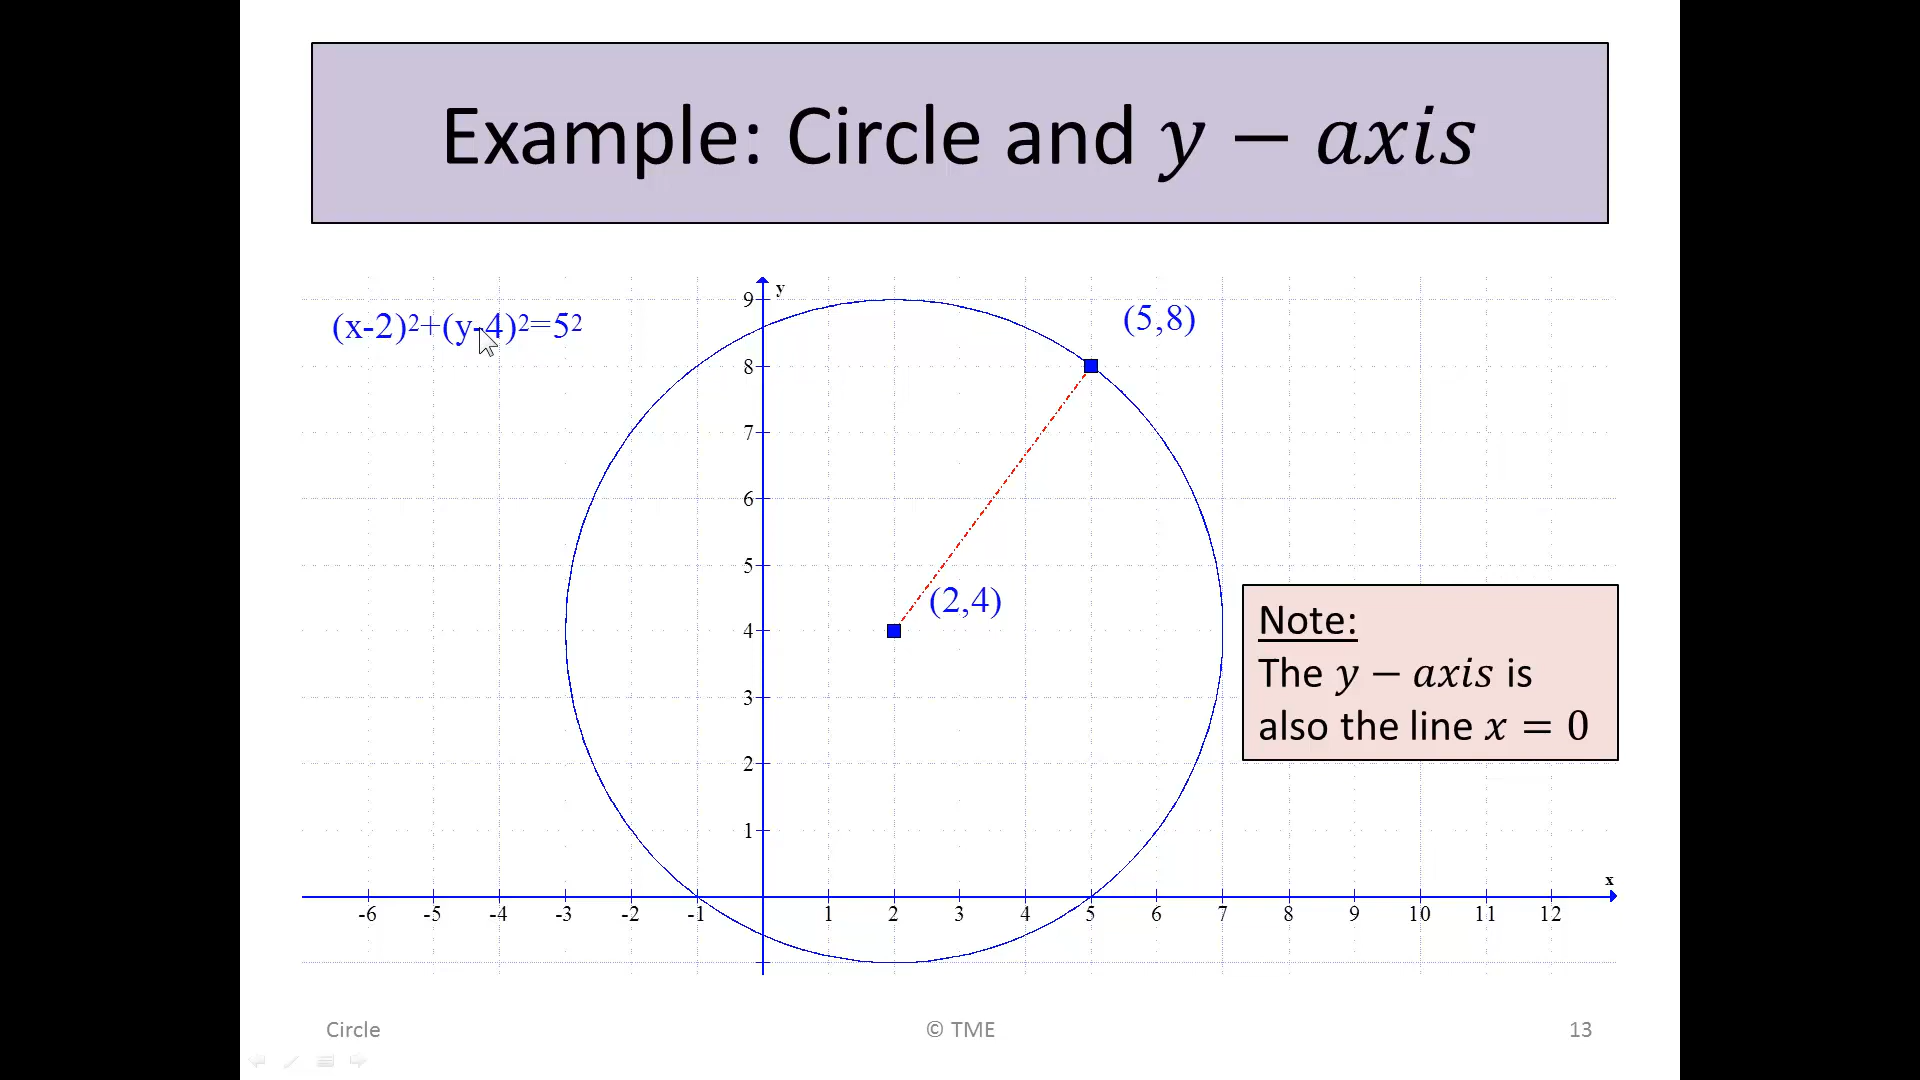 Example: Circle and y − axis
(x-2)²+(y-4)²=5²
(5,8)
(2,4)
y
9
8
7
6
5
4
3
2
1
x
-6 -5 -4 -3 -2 -1 1 2 3 4 5 6 7 8 9 10 11 12
Note:
The y − axis is
also the line x = 0
Circle © TME 13